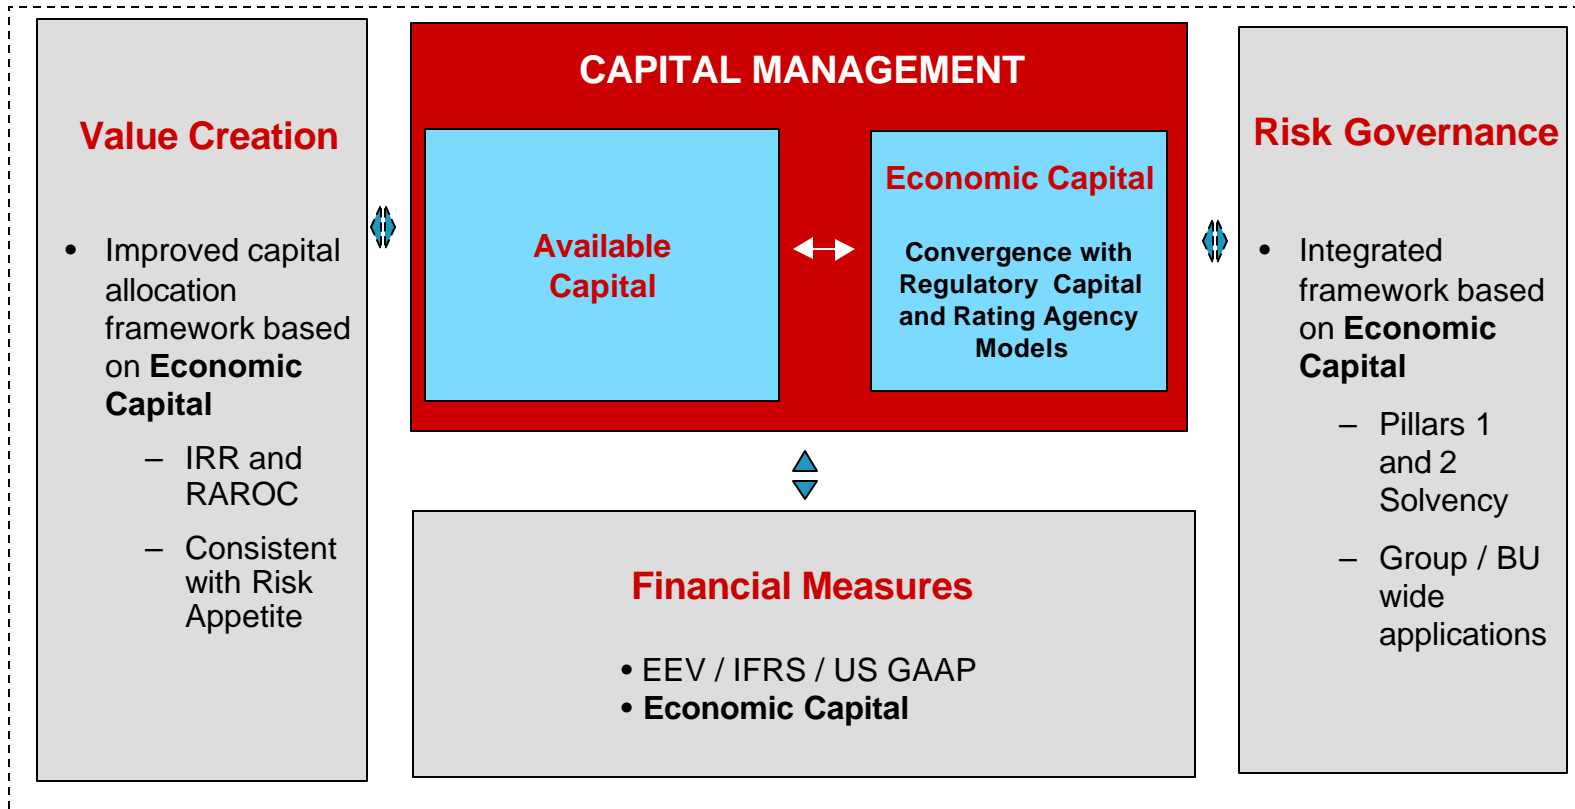 CAPITAL MANAGEMENT
Value Creation
• Improved capital
allocation
framework based
on Economic
Capital
– IRR and
RAROC
– Consistent
with Risk
Appetite
Available
Capital
Economic Capital
Convergence with
Regulatory Capital
and Rating Agency
Models
Risk Governance
• Integrated
framework based
on Economic
Capital
– Pillars 1
and 2
Solvency
– Group / BU
wide
applications
Financial Measures
• EEV / IFRS / US GAAP
• Economic Capital